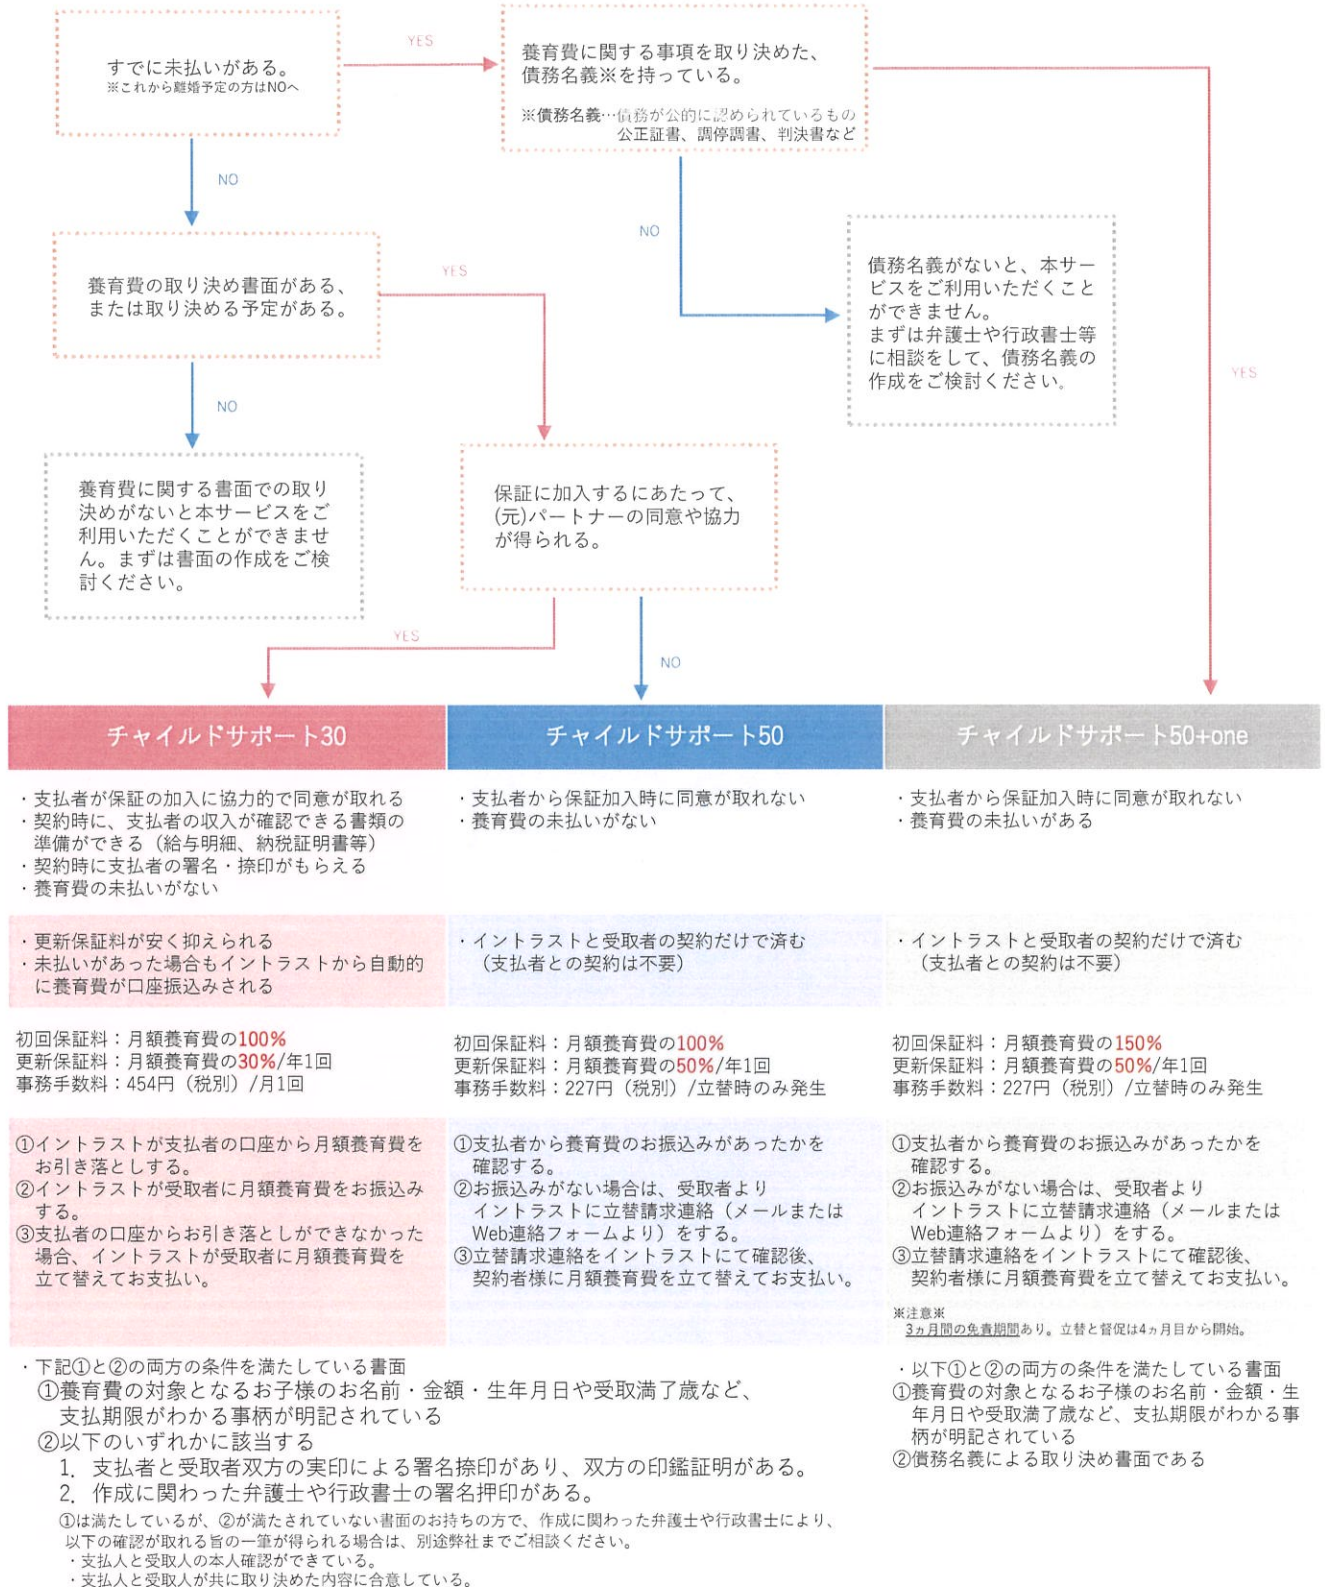 すでに未払いがある。
※これから離婚予定の方はNOへ
YES
養育費に関する事項を取り決めた、
債務名義※を持っている。
※債務名義…債務が公的に認められているもの
公正証書、調停調書、判決書など
NO
NO
YES
養育費の取り決め書面がある、
または取り決める予定がある。
YES
債務名義がないと、本サー
ビスをご利用いただくこと
ができません。
まずは弁護士や行政書士等
に相談をして、債務名義の
作成をご検討ください。
NO
養育費に関する書面での取り
決めがないと本サービスをご
利用いただくことができませ
ん。まずは書面の作成をご検
討ください。
保証に加入するにあたって、
(元)パートナーの同意や協力
が得られる。
YES
NO
チャイルドサポート30
・支払者が保証の加入に協力的で同意が取れる
・契約時に、支払者の収入が確認できる書類の
準備ができる（給与明細、納税証明書等）
・契約時に支払者の署名・捺印がもらえる
・養育費の未払いがない
・更新保証料が安く抑えられる
・未払いがあった場合もイントラストから自動的
に養育費が口座振込みされる
初回保証料：月額養育費の100%
更新保証料：月額養育費の30%/年1回
事務手数料：454円（税別）/月1回
①イントラストが支払者の口座から月額養育費を
お引き落としする。
②イントラストが受取者に月額養育費をお振込み
する。
③支払者の口座からお引き落としができなかった
場合、イントラストが受取者に月額養育費を
立て替えてお支払い。
チャイルドサポート50
・支払者から保証加入時に同意が取れない
・養育費の未払いがない
・イントラストと受取者の契約だけで済む
（支払者との契約は不要）
初回保証料：月額養育費の100%
更新保証料：月額養育費の50%/年1回
事務手数料：227円（税別）/立替時のみ発生
①支払者から養育費のお振込みがあったかを
確認する。
②お振込みがない場合は、受取者より
イントラストに立替請求連絡（メールまたは
Web連絡フォームより）をする。
③立替請求連絡をイントラストにて確認後、
契約者様に月額養育費を立て替えてお支払い。
チャイルドサポート50+one
・支払者から保証加入時に同意が取れない
・養育費の未払いがある
・イントラストと受取者の契約だけで済む
（支払者との契約は不要）
初回保証料：月額養育費の150%
更新保証料：月額養育費の50%/年1回
事務手数料：227円（税別）/立替時のみ発生
①支払者から養育費のお振込みがあったかを
確認する。
②お振込みがない場合は、受取者より
イントラストに立替請求連絡（メールまたは
Web連絡フォームより）をする。
③立替請求連絡をイントラストにて確認後、
契約者様に月額養育費を立て替えてお支払い。
※注意※
3ヵ月間の免責期間あり。立替と督促は4ヵ月目から開始。
・下記①と②の両方の条件を満たしている書面
①養育費の対象となるお子様のお名前・金額・生年月日や受取満了歳など、
支払期限がわかる事柄が明記されている
②以下のいずれかに該当する
1. 支払者と受取者双方の実印による署名捺印があり、双方の印鑑証明がある。
2. 作成に関わった弁護士や行政書士の署名押印がある。
①は満たしているが、②が満たされていない書面のお持ちの方で、作成に関わった弁護士や行政書士により、
以下の確認が取れる旨の一筆が得られる場合は、別途弊社までご相談ください。
・支払人と受取人の本人確認ができている。
・支払人と受取人が共に取り決めた内容に合意している。
・以下①と②の両方の条件を満たしている書面
①養育費の対象となるお子様のお名前・金額・生
年月日や受取満了歳など、支払期限がわかる事
柄が明記されている
②債務名義による取り決め書面である